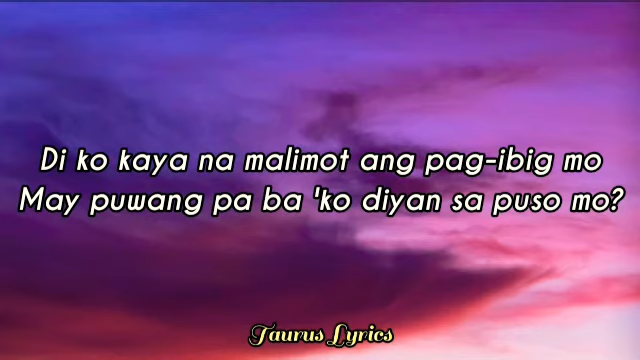 Di ko kaya na malimot ang pag-ibig mo
May puwang pa ba 'ko diyan sa puso mo?
Taurus Lyrics